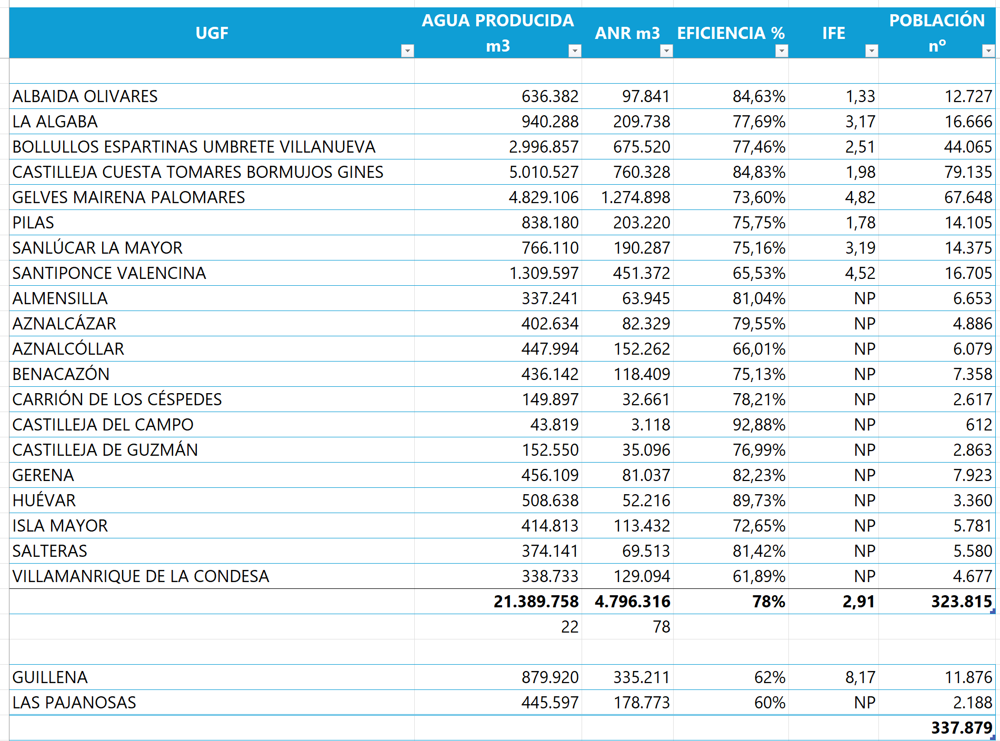 UGF AGUA PRODUCIDA m3 ANR m3 EFICIENCIA % IFE POBLACIÓN nº
ALBAIDA OLIVARES 636.382 97.841 84,63% 1,33 12.727
LA ALGABA 940.288 209.738 77,69% 3,17 16.666
BOLLULLOS ESPARTINAS UMBRETE VILLANUEVA 2.996.857 675.520 77,46% 2,51 44.065
CASTILLEJA CUESTA TOMARES BORMUJOS GINES 5.010.527 760.328 84,83% 1,98 79.135
GELVES MAIRENA PALOMARES 4.829.106 1.274.898 73,60% 4,82 67.648
PILAS 838.180 203.220 75,75% 1,78 14.105
SANLÚCAR LA MAYOR 766.110 190.287 75,16% 3,19 14.375
SANTIPONCE VALENCINA 1.309.597 451.372 65,53% 4,52 16.705
ALMENSILLA 337.241 63.945 81,04% NP 6.653
AZNALCÁZAR 402.634 82.329 79,55% NP 4.886
AZNALCÓLLAR 447.994 152.262 66,01% NP 6.079
BENACAZÓN 436.142 118.409 75,13% NP 7.358
CARRIÓN DE LOS CÉSPEDES 149.897 32.661 78,21% NP 2.617
CASTILLEJA DEL CAMPO 43.819 3.118 92,88% NP 612
CASTILLEJA DE GUZMÁN 152.550 35.096 76,99% NP 2.863
GERENA 456.109 81.037 82,23% NP 7.923
HUÉVAR 508.638 52.216 89,73% NP 3.360
ISLA MAYOR 414.813 113.432 72,65% NP 5.781
SALTERAS 374.141 69.513 81,42% NP 5.580
VILLAMANRIQUE DE LA CONDESA 338.733 129.094 61,89% NP 4.677
21.389.758 4.796.316 78% 2,91 323.815
22 78
GUILLENA 879.920 335.211 62% 8,17 11.876
LAS PAJANOSAS 445.597 178.773 60% NP 2.188
337.879